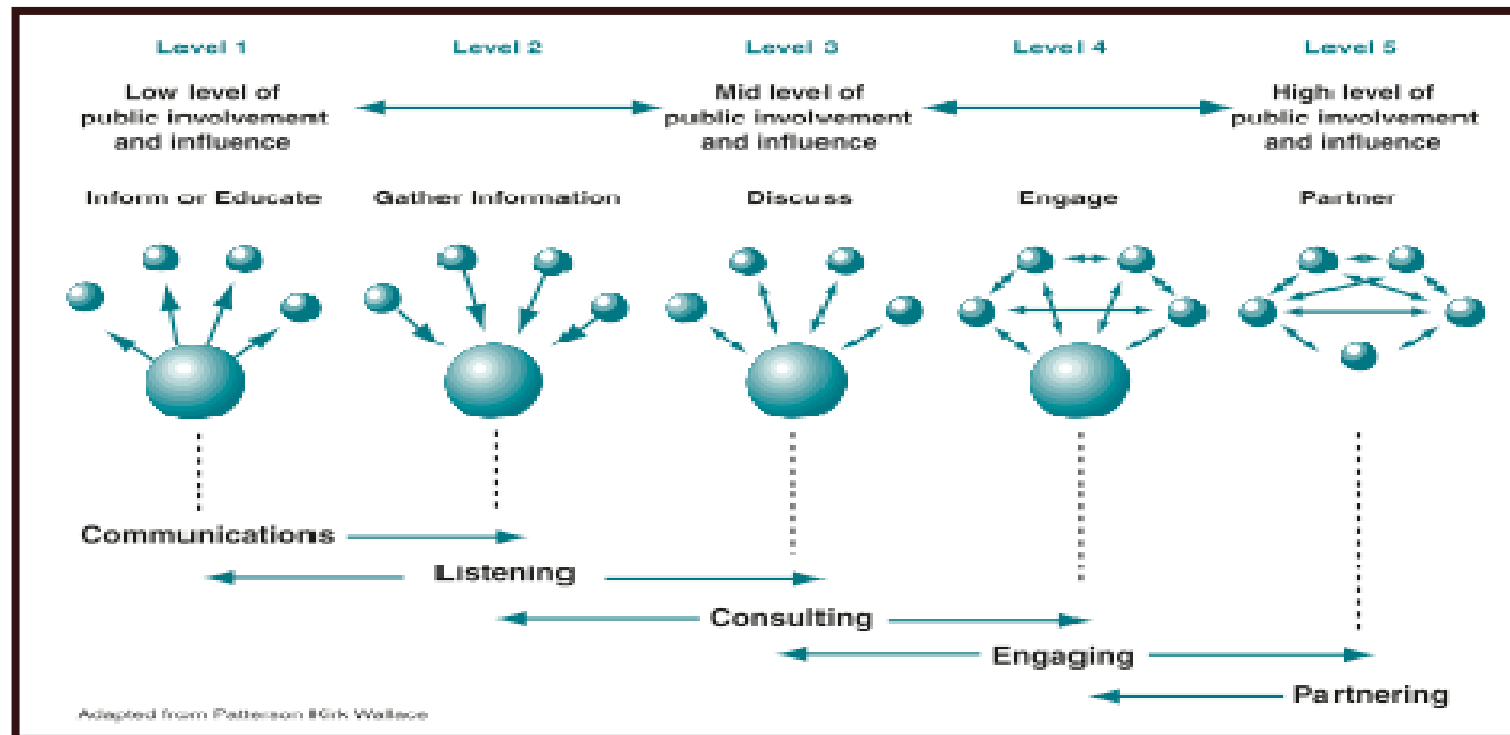 Level 1
Level 2
Level 3
Level 4
Level 5
Low level of
public involvement
and influence
Mid level of
public involvement
and influence
High level of
public involvement
and influence
Inform or Educate
Gather Information
Discuss
Engage
Partner
Communications
Listening
Consulting
Engaging
Partnering
Adapted from Patterson Kirk Wallace